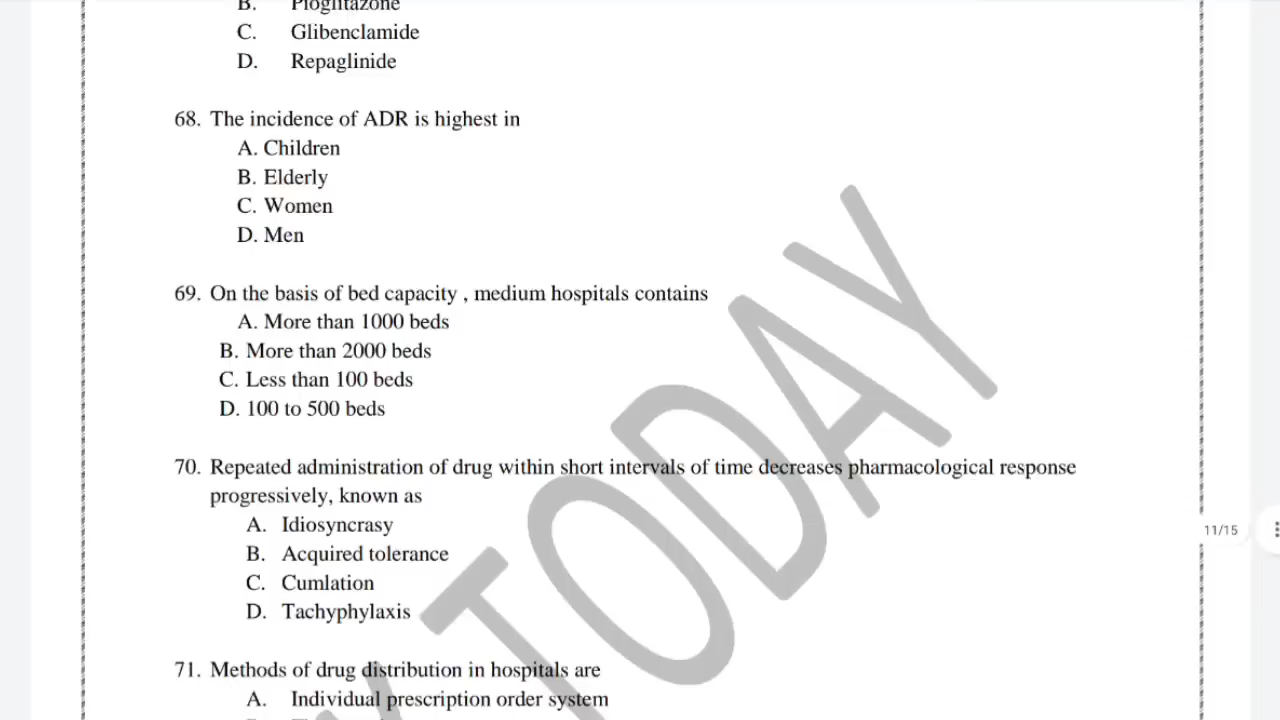 B. Pioglitazone
C. Glibenclamide
D. Repaglinide
68. The incidence of ADR is highest in
A. Children
B. Elderly
C. Women
D. Men
69. On the basis of bed capacity , medium hospitals contains
A. More than 1000 beds
B. More than 2000 beds
C. Less than 100 beds
D. 100 to 500 beds
70. Repeated administration of drug within short intervals of time decreases pharmacological response
progressively, known as
A. Idiosyncrasy
B. Acquired tolerance
C. Cumlation
D. Tachyphylaxis
71. Methods of drug distribution in hospitals are
A. Individual prescription order system
TODAY
11/15